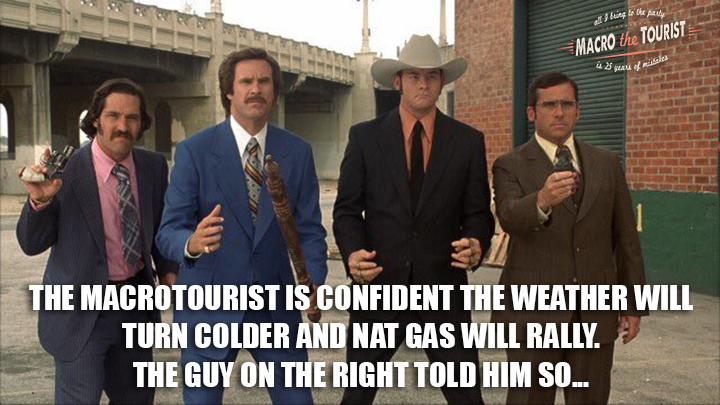 all I bring to the party
MACRO the TOURIST
is 25 years of mistakes
THE MACROTOURIST IS CONFIDENT THE WEATHER WILL
TURN COLDER AND NAT GAS WILL RALLY.
THE GUY ON THE RIGHT TOLD HIM SO...
1